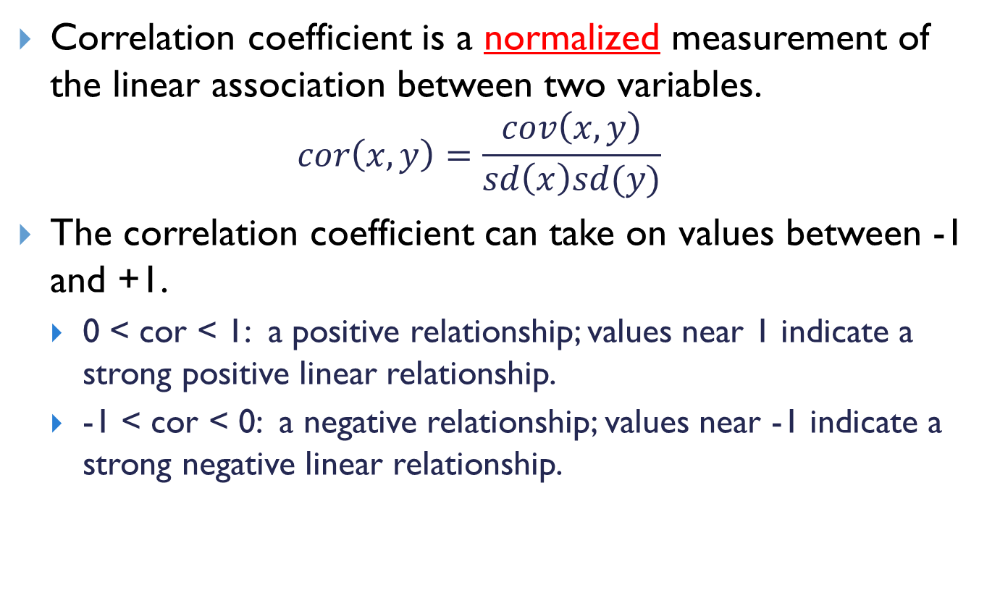 Correlation coefficient is a normalized measurement of
the linear association between two variables.
cor(x, y) = cov(x, y) / sd(x)sd(y)
The correlation coefficient can take on values between -1
and +1.
0 < cor < 1: a positive relationship; values near 1 indicate a
strong positive linear relationship.
-1 < cor < 0: a negative relationship; values near -1 indicate a
strong negative linear relationship.